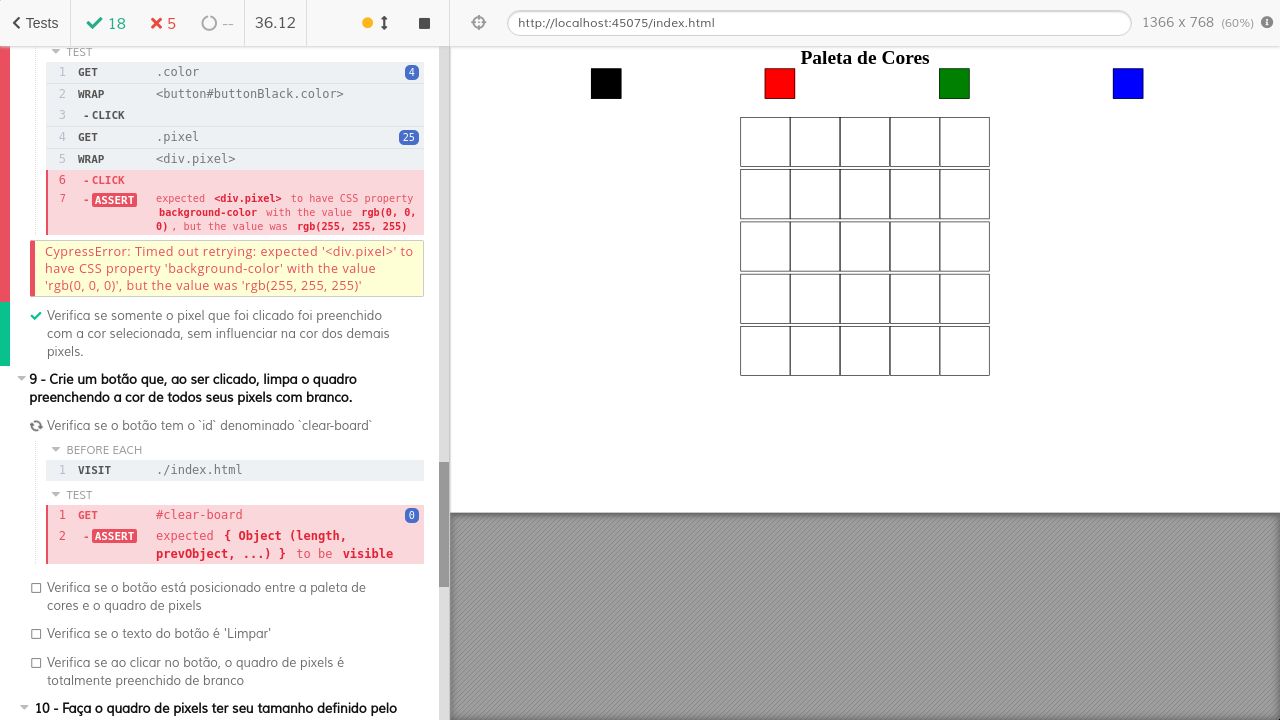 Tests 18 5 -- 36.12 http://localhost:45075/index.html 1366 x 768 (60%)
TEST
1 GET .color 4
2 WRAP <button#buttonBlack.color>
3 -CLICK
4 GET .pixel 25
5 WRAP <div.pixel>
6 -CLICK
7 -ASSERT expected <div.pixel> to have CSS property
background-color with the value rgb(0, 0,
0), but the value was rgb(255, 255, 255)
CypressError: Timed out retrying: expected '<div.pixel>' to
have CSS property 'background-color' with the value
'rgb(0, 0, 0)', but the value was 'rgb(255, 255, 255)'
Verifica se somente o pixel que foi clicado foi preenchido
com a cor selecionada, sem influenciar na cor dos demais
pixels.
9 - Crie um botão que, ao ser clicado, limpa o quadro
preenchendo a cor de todos seus pixels com branco.
Verifica se o botão tem o `id` denominado `clear-board`
BEFORE EACH
1 VISIT ./index.html
TEST
1 GET #clear-board 0
2 -ASSERT expected { Object (length,
prevObject, ...) } to be visible
Verifica se o botão está posicionado entre a paleta de
cores e o quadro de pixels
Verifica se o texto do botão é 'Limpar'
Verifica se ao clicar no botão, o quadro de pixels é
totalmente preenchido de branco
10 - Faça o quadro de pixels ter seu tamanho definido pelo
Paleta de Cores